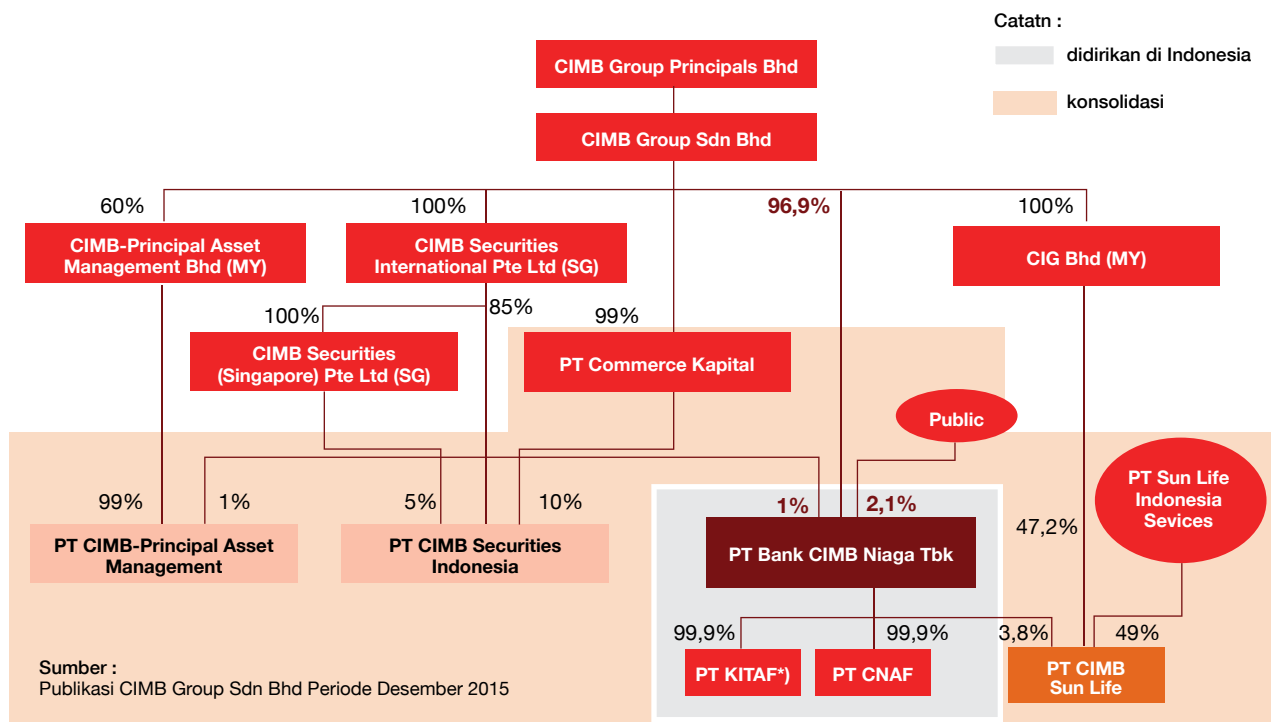 Catatn :
didirikan di Indonesia
konsolidasi
CIMB Group Principals Bhd
CIMB Group Sdn Bhd
60%
100%
96,9%
100%
CIMB-Principal Asset
Management Bhd (MY)
CIMB Securities
International Pte Ltd (SG)
CIG Bhd (MY)
100%
85%
99%
CIMB Securities
(Singapore) Pte Ltd (SG)
PT Commerce Kapital
Public
PT Sun Life
Indonesia
Sevices
99%
1%
5%
10%
1%
2,1%
47,2%
PT CIMB-Principal Asset
Management
PT CIMB Securities
Indonesia
PT Bank CIMB Niaga Tbk
99,9%
99,9%
3,8%
49%
PT KITAF*)
PT CNAF
PT CIMB
Sun Life
Sumber :
Publikasi CIMB Group Sdn Bhd Periode Desember 2015